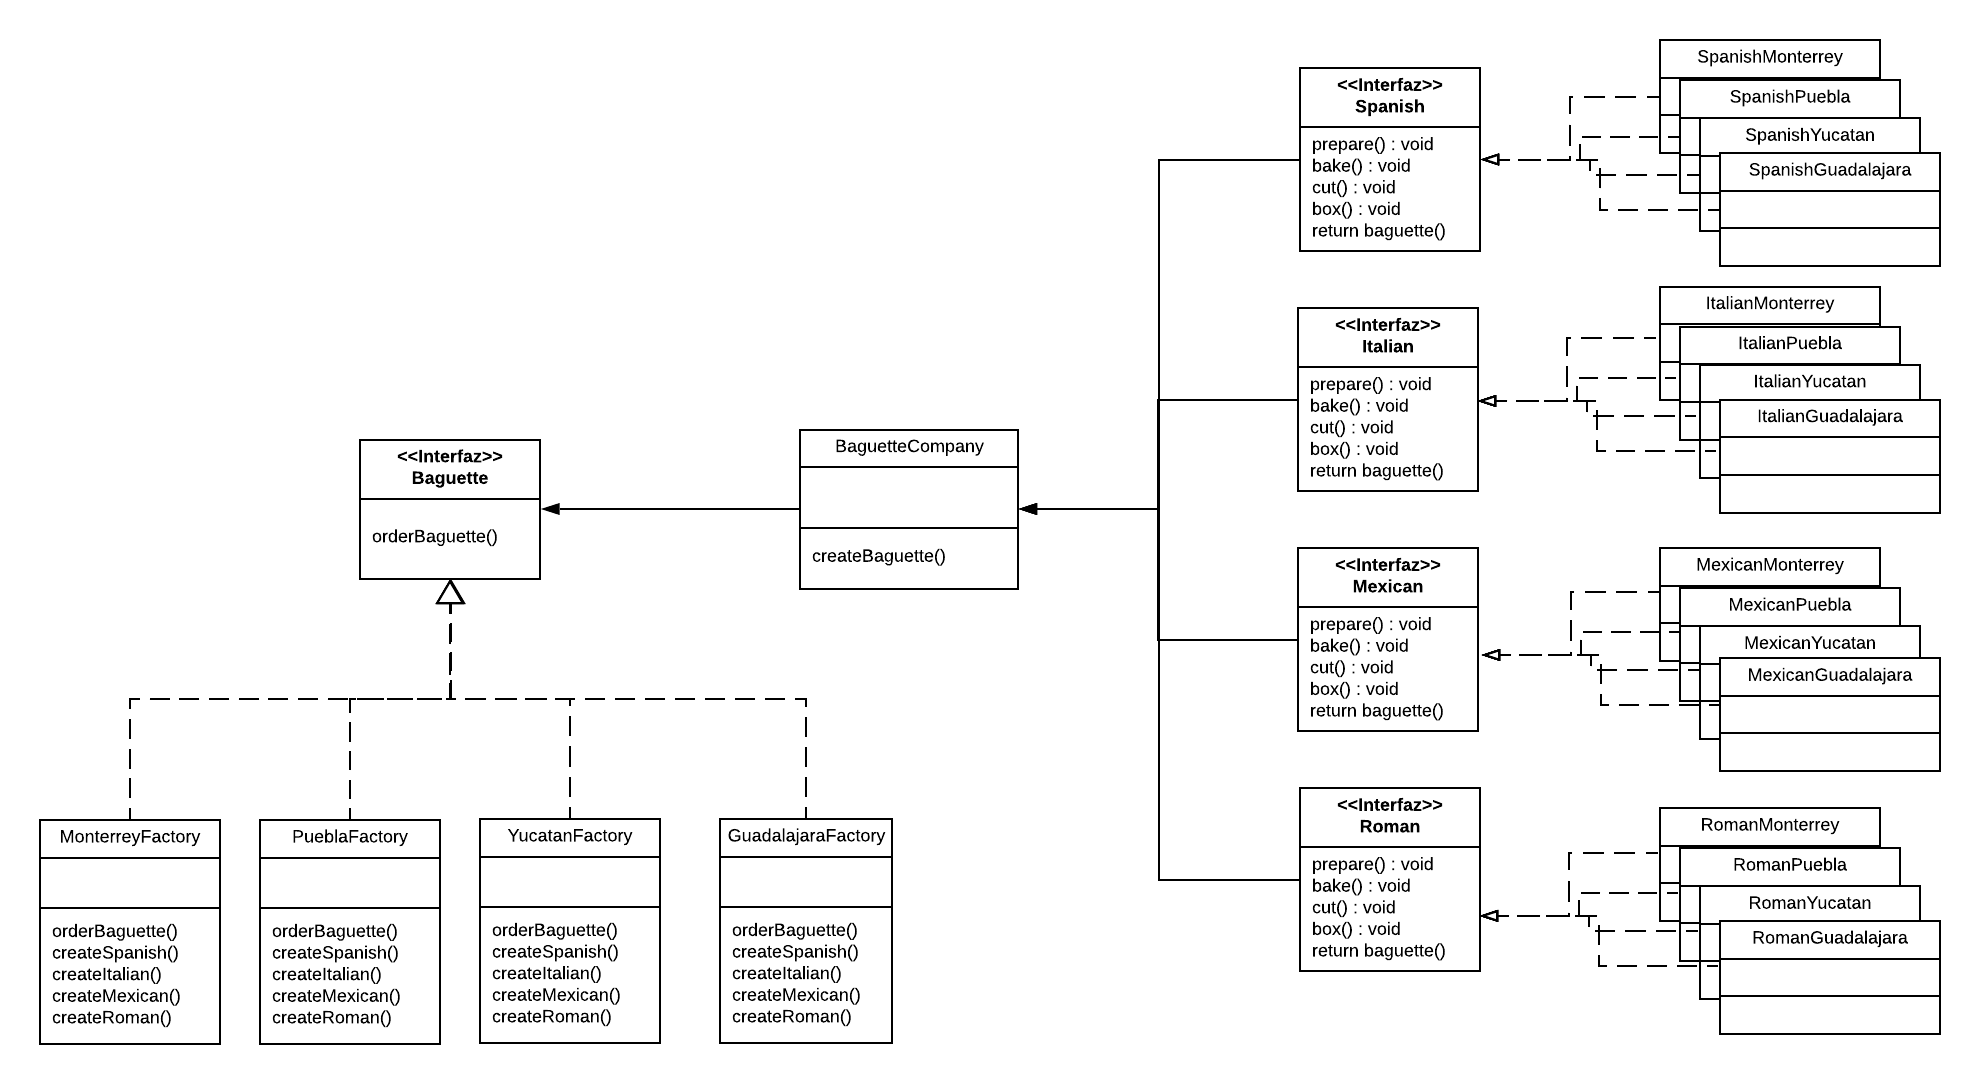 <<Interfaz>>
Baguette
orderBaguette()
BaguetteCompany
createBaguette()
MonterreyFactory
orderBaguette()
createSpanish()
createItalian()
createMexican()
createRoman()
PueblaFactory
orderBaguette()
createSpanish()
createItalian()
createMexican()
createRoman()
YucatanFactory
orderBaguette()
createSpanish()
createItalian()
createMexican()
createRoman()
GuadalajaraFactory
orderBaguette()
createSpanish()
createItalian()
createMexican()
createRoman()
<<Interfaz>>
Spanish
prepare() : void
bake() : void
cut() : void
box() : void
return baguette()
SpanishMonterrey
SpanishPuebla
SpanishYucatan
SpanishGuadalajara
<<Interfaz>>
Italian
prepare() : void
bake() : void
cut() : void
box() : void
return baguette()
ItalianMonterrey
ItalianPuebla
ItalianYucatan
ItalianGuadalajara
<<Interfaz>>
Mexican
prepare() : void
bake() : void
cut() : void
box() : void
return baguette()
MexicanMonterrey
MexicanPuebla
MexicanYucatan
MexicanGuadalajara
<<Interfaz>>
Roman
prepare() : void
bake() : void
cut() : void
box() : void
return baguette()
RomanMonterrey
RomanPuebla
RomanYucatan
RomanGuadalajara